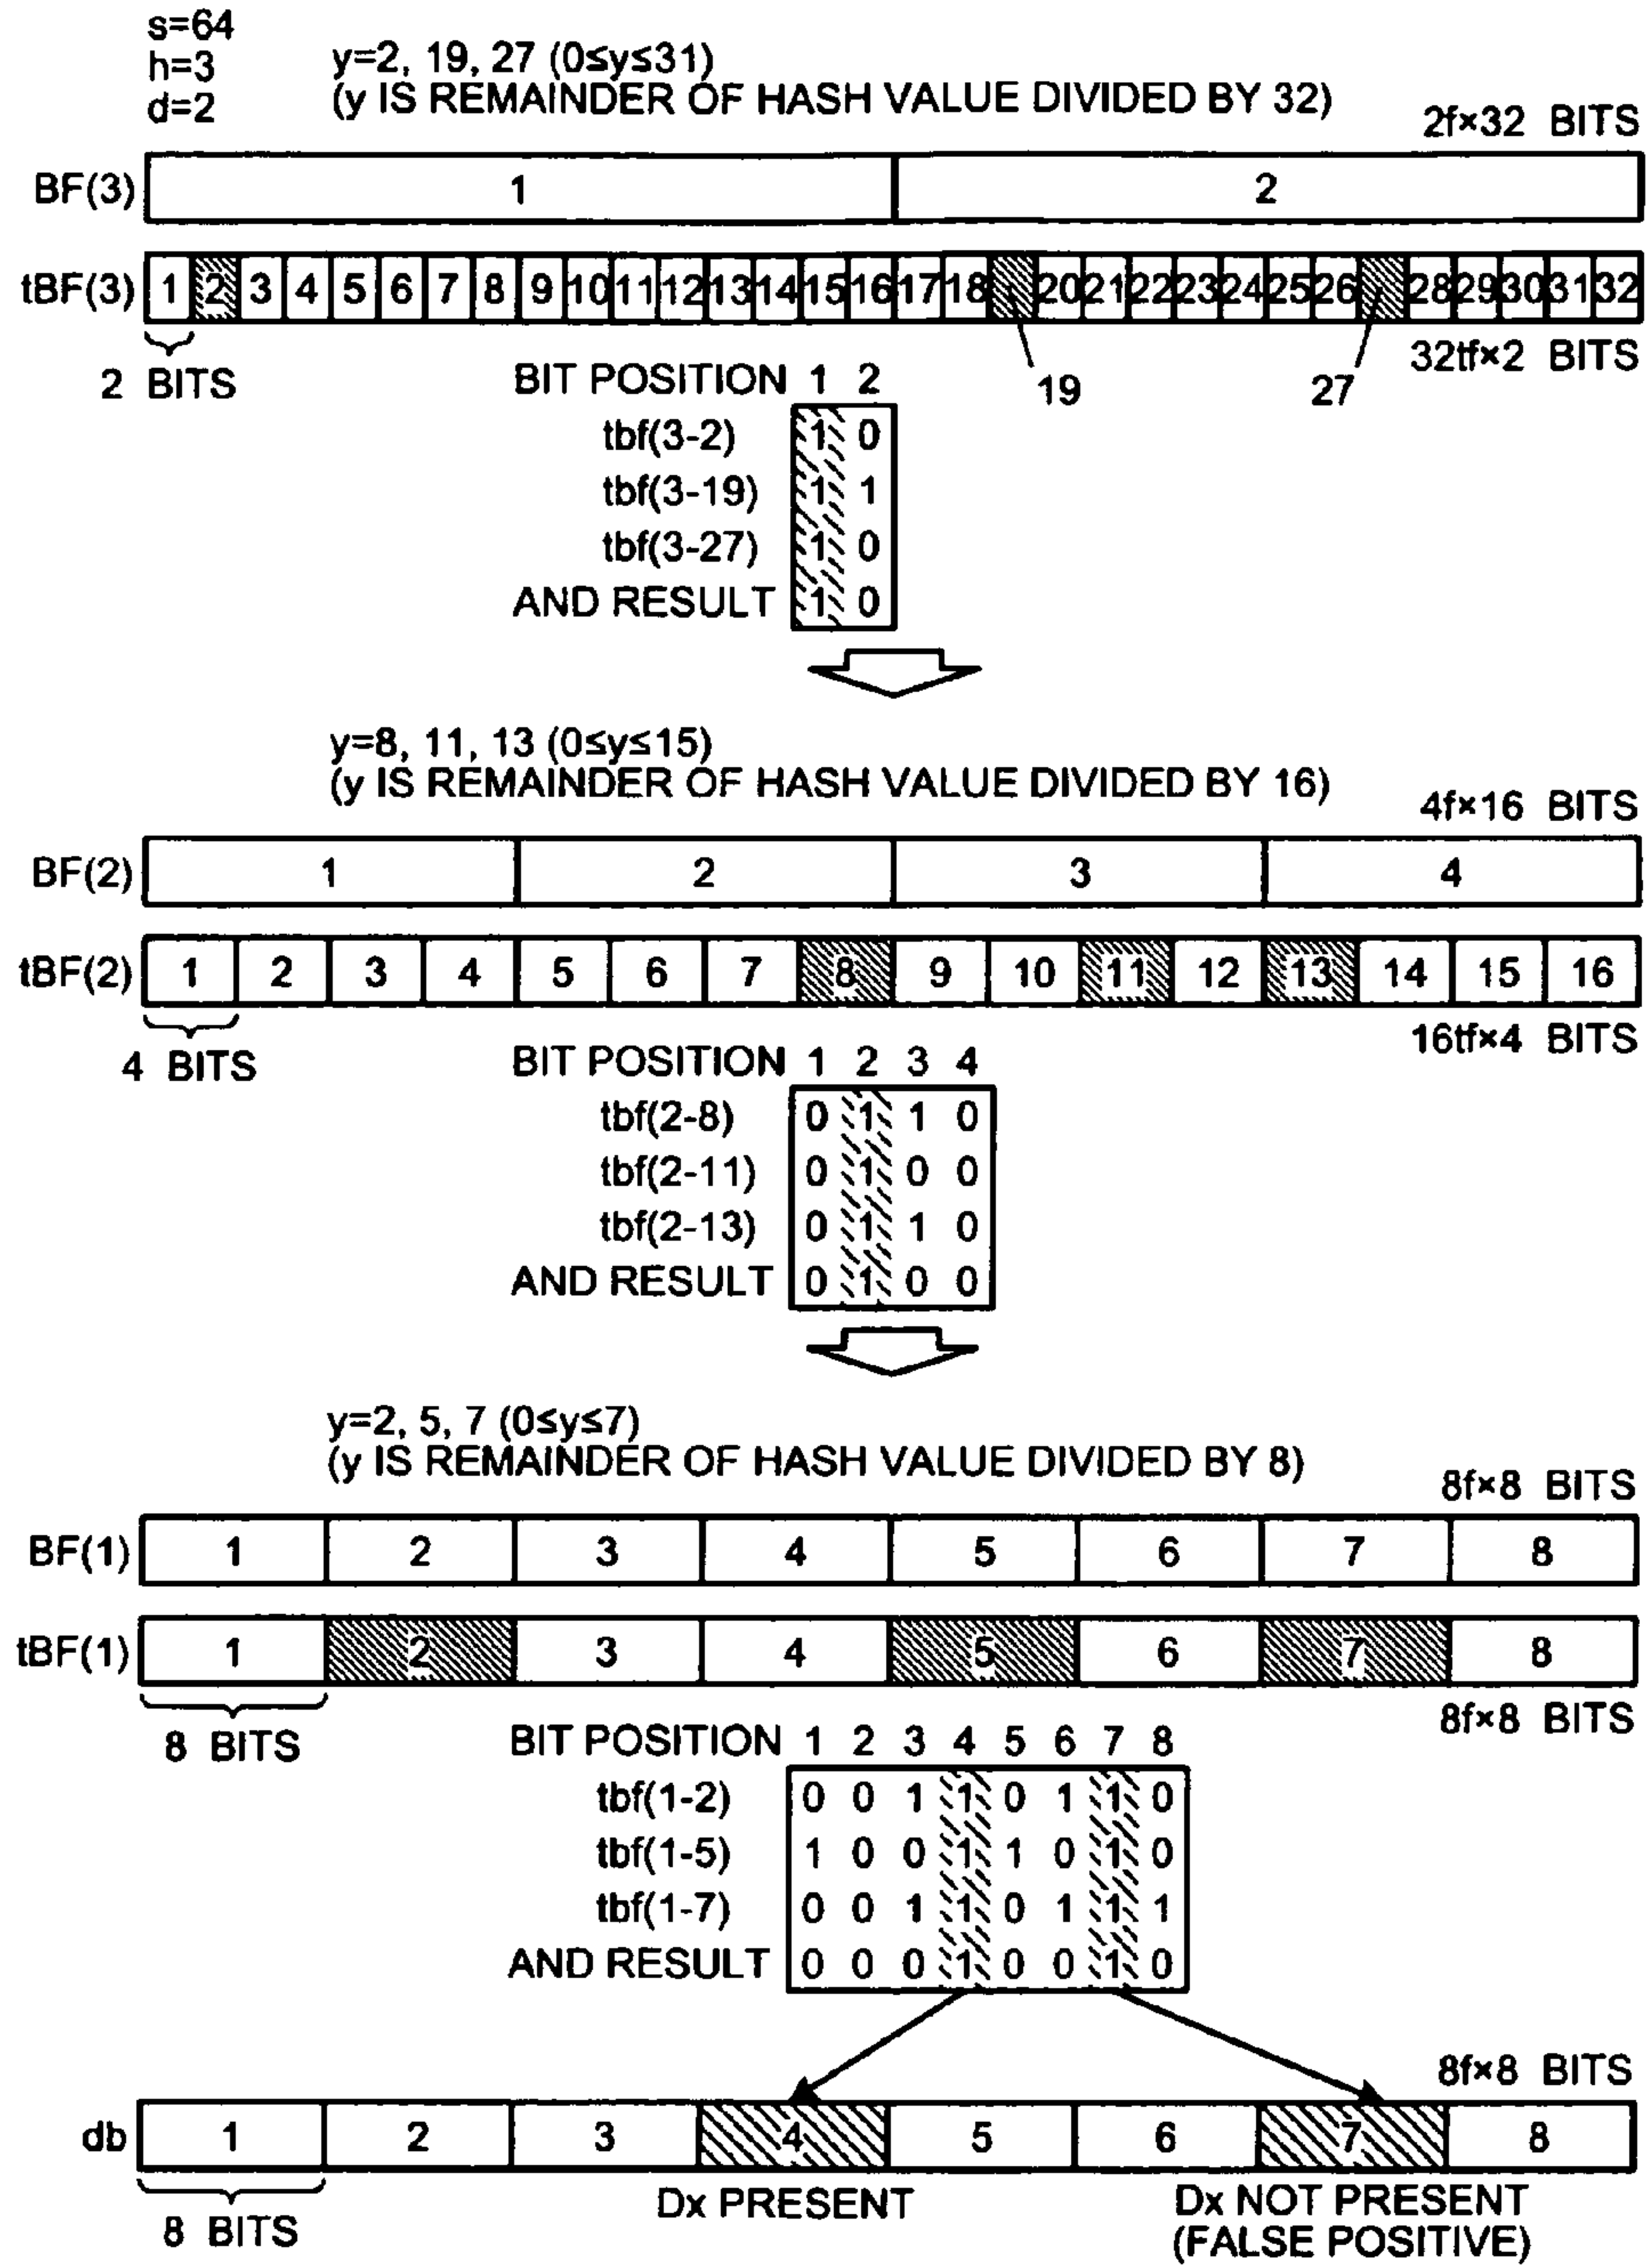 s=64
h=3
d=2
y=2, 19, 27 (0≤y≤31)
(y IS REMAINDER OF HASH VALUE DIVIDED BY 32)
2f×32 BITS
BF(3) 1 2
tBF(3) 1 2 3 4 5 6 7 8 9 10 11 12 13 14 15 16 17 18 20 21 22 23 24 25 26 28 29 30 31 32
19 27
32tf×2 BITS
2 BITS
BIT POSITION 1 2
tbf(3-2) 1 0
tbf(3-19) 1 1
tbf(3-27) 1 0
AND RESULT 1 0
y=8, 11, 13 (0≤y≤15)
(y IS REMAINDER OF HASH VALUE DIVIDED BY 16)
4f×16 BITS
BF(2) 1 2 3 4
tBF(2) 1 2 3 4 5 6 7 8 9 10 11 12 13 14 15 16
16tf×4 BITS
4 BITS
BIT POSITION 1 2 3 4
tbf(2-8) 0 1 1 0
tbf(2-11) 0 1 0 0
tbf(2-13) 0 1 1 0
AND RESULT 0 1 0 0
y=2, 5, 7 (0≤y≤7)
(y IS REMAINDER OF HASH VALUE DIVIDED BY 8)
8f×8 BITS
BF(1) 1 2 3 4 5 6 7 8
tBF(1) 1 2 3 4 5 6 7 8
8f×8 BITS
8 BITS
BIT POSITION 1 2 3 4 5 6 7 8
tbf(1-2) 0 0 1 1 0 1 1 0
tbf(1-5) 1 0 0 1 1 0 1 0
tbf(1-7) 0 0 1 1 0 1 1 1
AND RESULT 0 0 0 1 0 0 1 0
8f×8 BITS
db 1 2 3 4 5 6 7 8
8 BITS
Dx PRESENT
Dx NOT PRESENT
(FALSE POSITIVE)